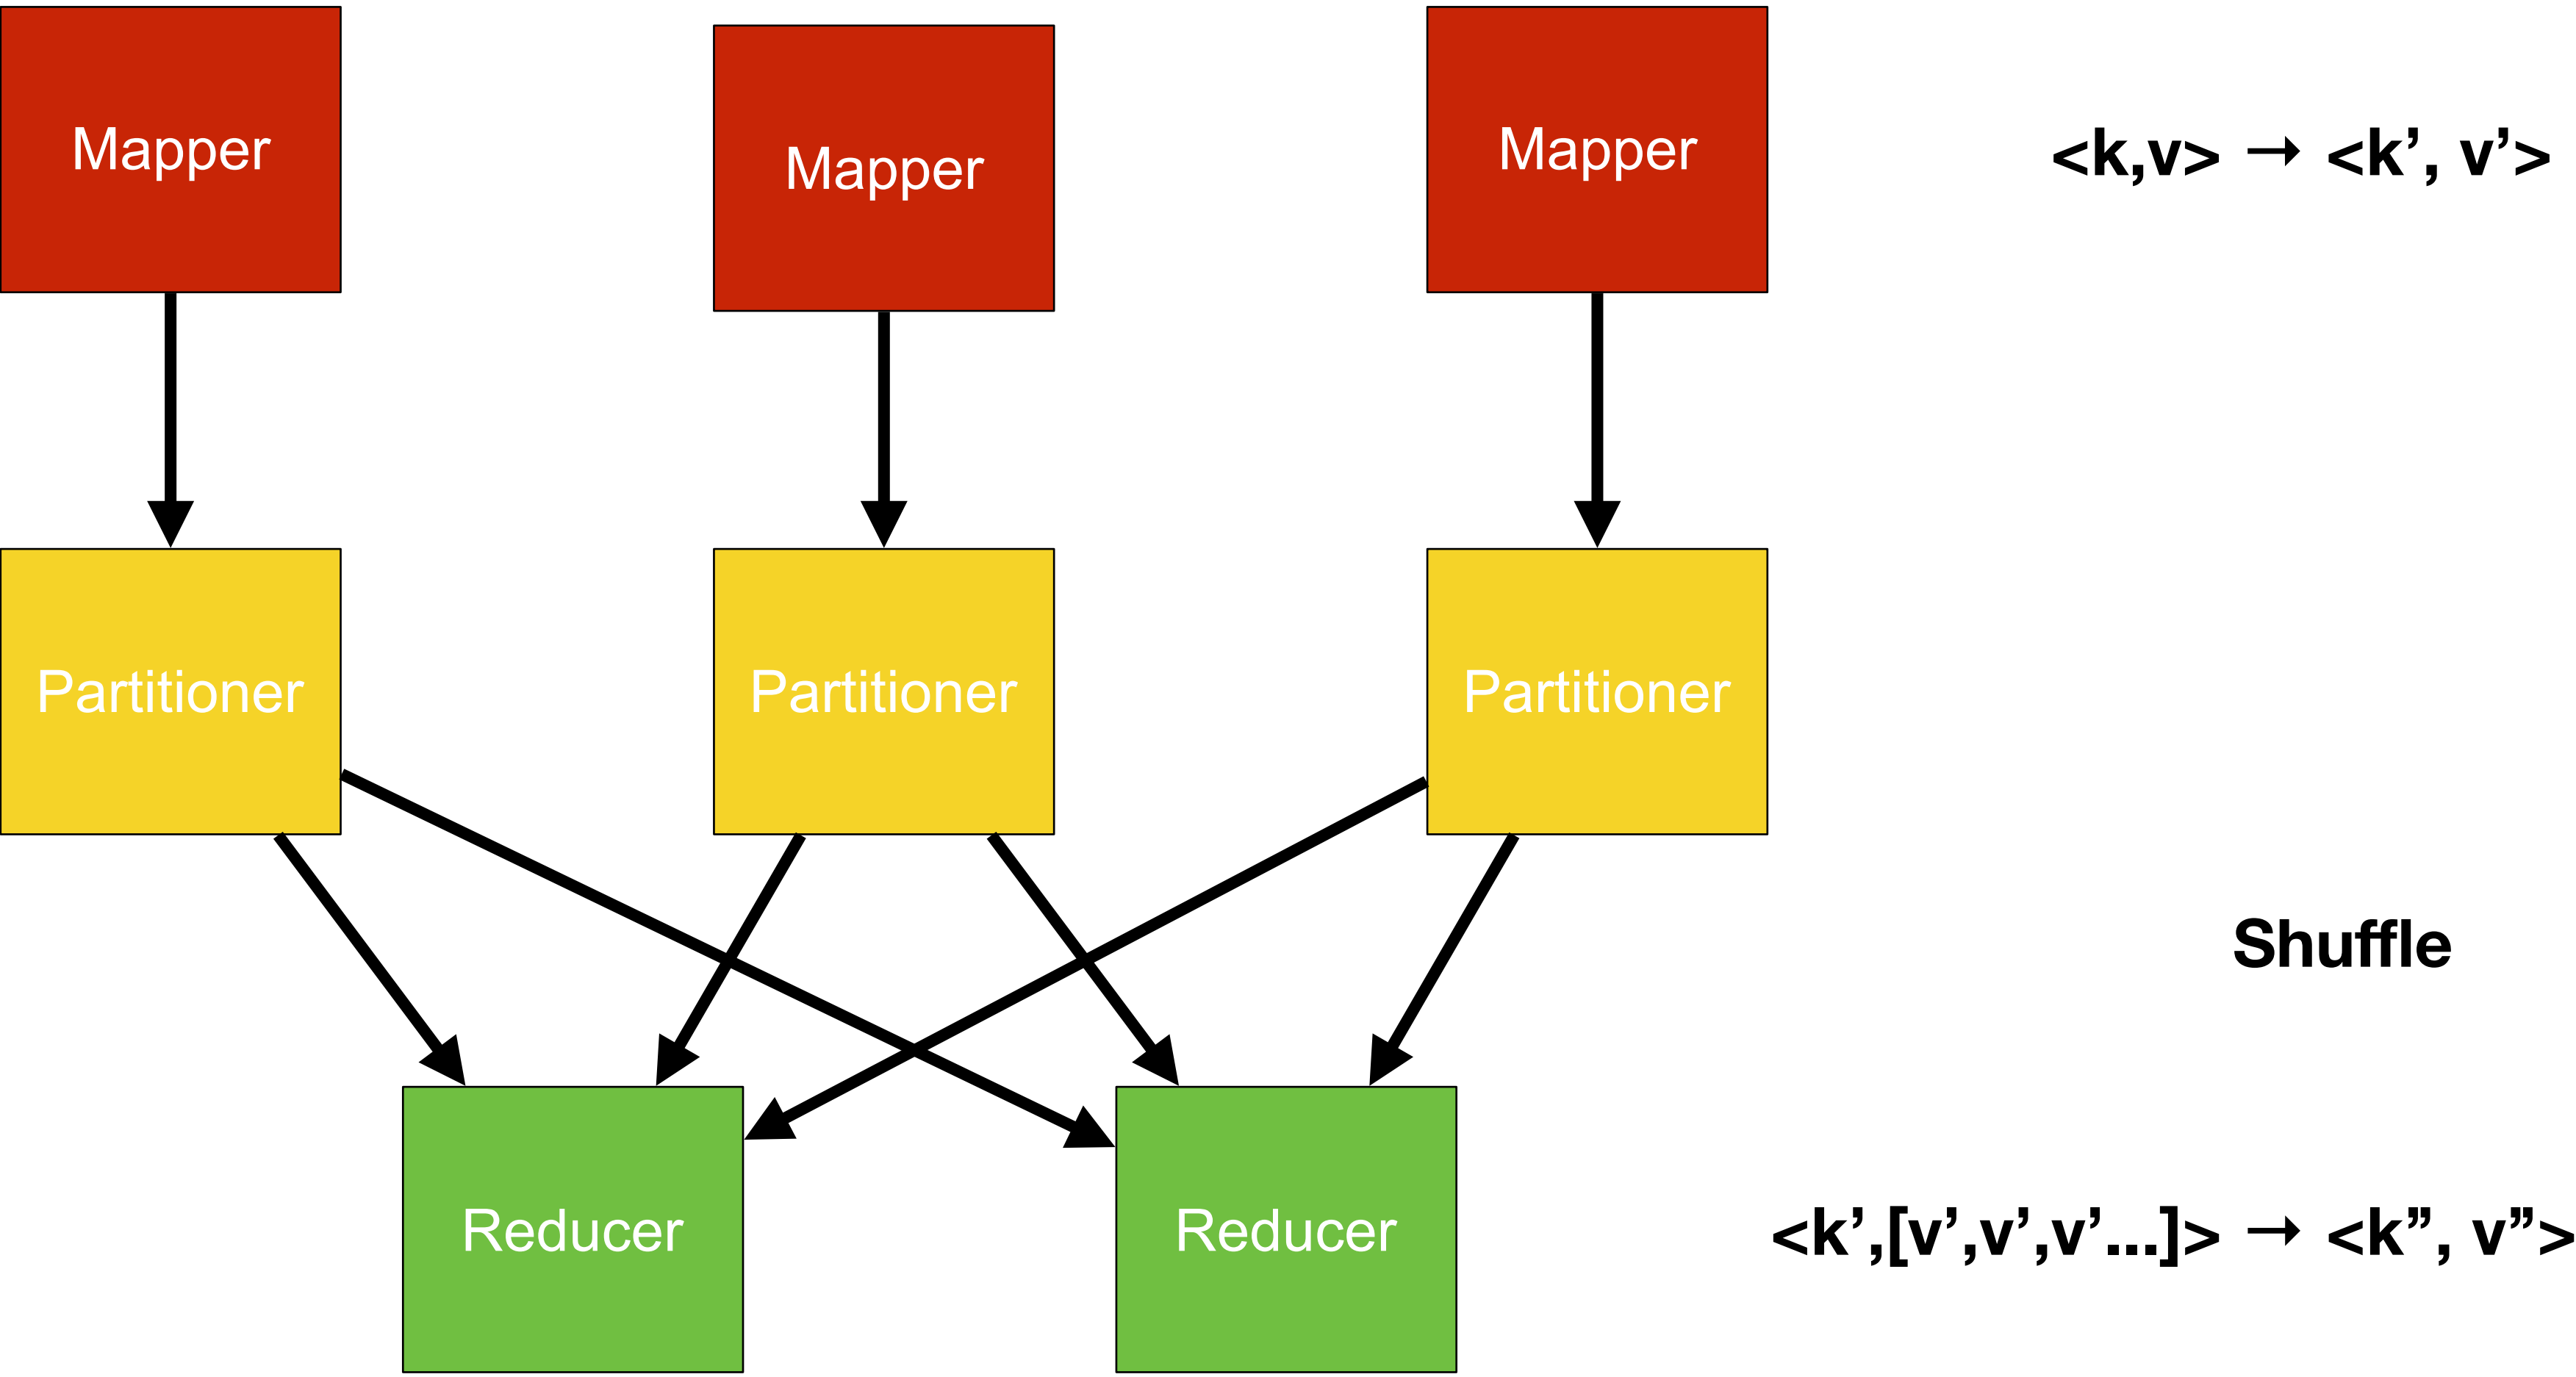 Mapper
Mapper
Mapper
<k,v> → <k’, v’>
Partitioner
Partitioner
Partitioner
Shuffle
Reducer
Reducer
<k’,[v’,v’,v’...]> → <k”, v”>